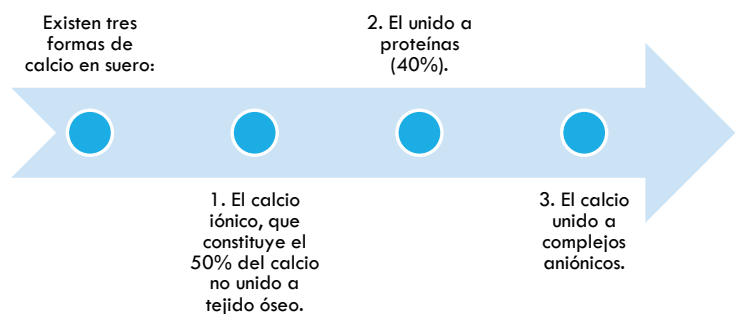 Existen tres
formas de
calcio en suero:
1. El calcio
iónico, que
constituye el
50% del calcio
no unido a
tejido óseo.
2. El unido a
proteínas
(40%).
3. El calcio
unido a
complejos
aniónicos.